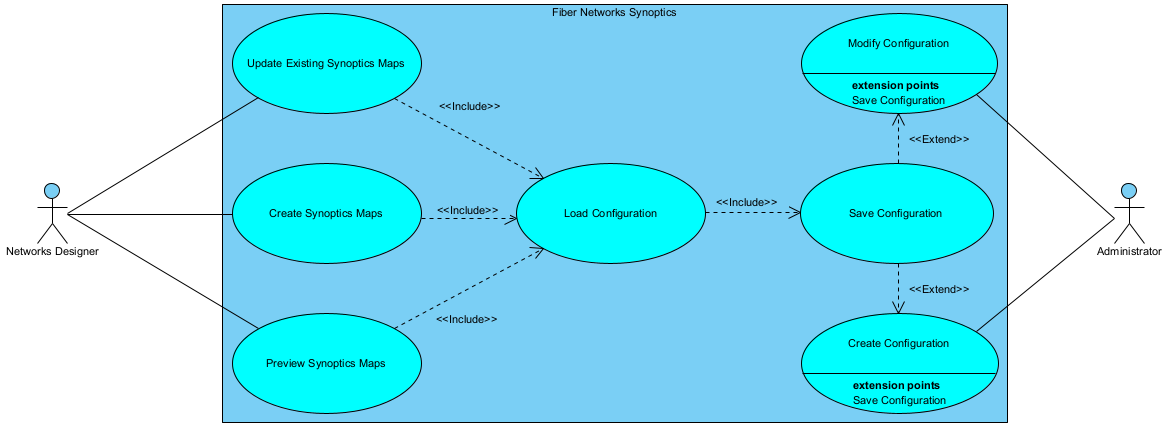 Fiber Networks Synoptics
Update Existing Synoptics Maps
Modify Configuration
extension points
Save Configuration
<<Include>>
<<Extend>>
Networks Designer
Create Synoptics Maps
<<Include>>
Load Configuration
<<Include>>
Save Configuration
Administrator
<<Extend>>
<<Include>>
Preview Synoptics Maps
Create Configuration
extension points
Save Configuration